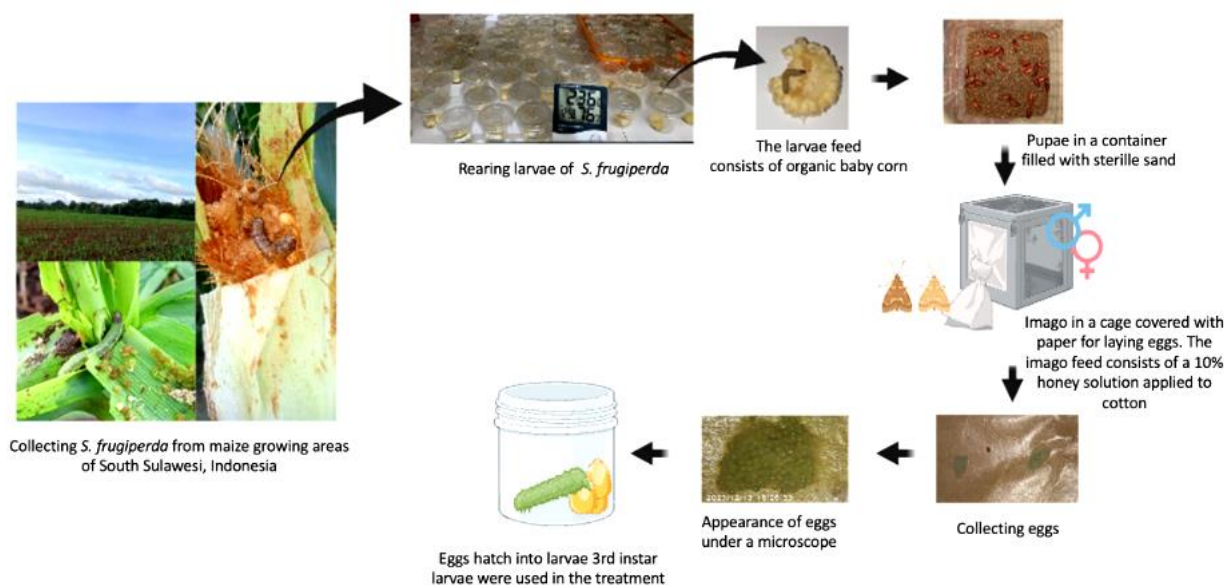 Collecting S. frugiperda from maize growing areas
of South Sulawesi, Indonesia
Rearing larvae of S. frugiperda
The larvae feed
consists of organic baby corn
Pupae in a container
filled with sterille sand
Imago in a cage covered with
paper for laying eggs. The
imago feed consists of a 10%
honey solution applied to
cotton
Collecting eggs
Appearance of eggs
under a microscope
Eggs hatch into larvae 3rd instar
larvae were used in the treatment